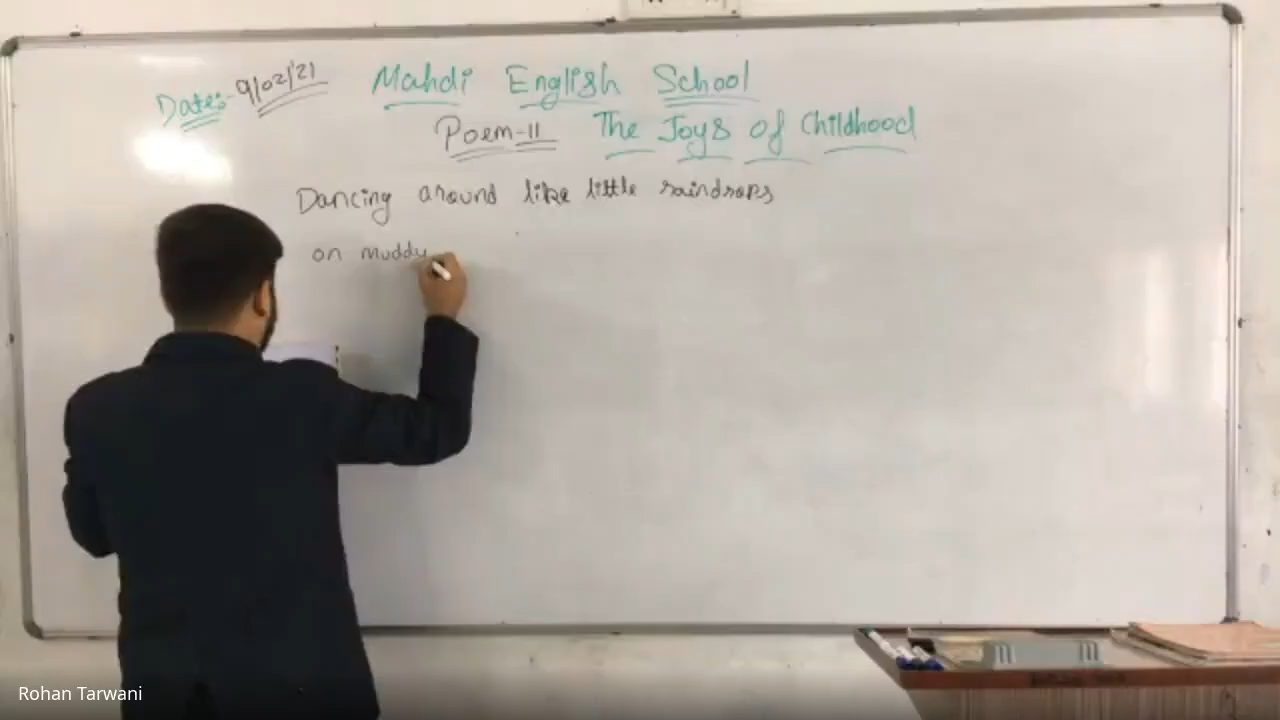 Date:- 9/02/'21 Mahdi English School
Poem-11 The Joys of Childhood
Dancing around like little raindrops
on muddy
Rohan Tarwani